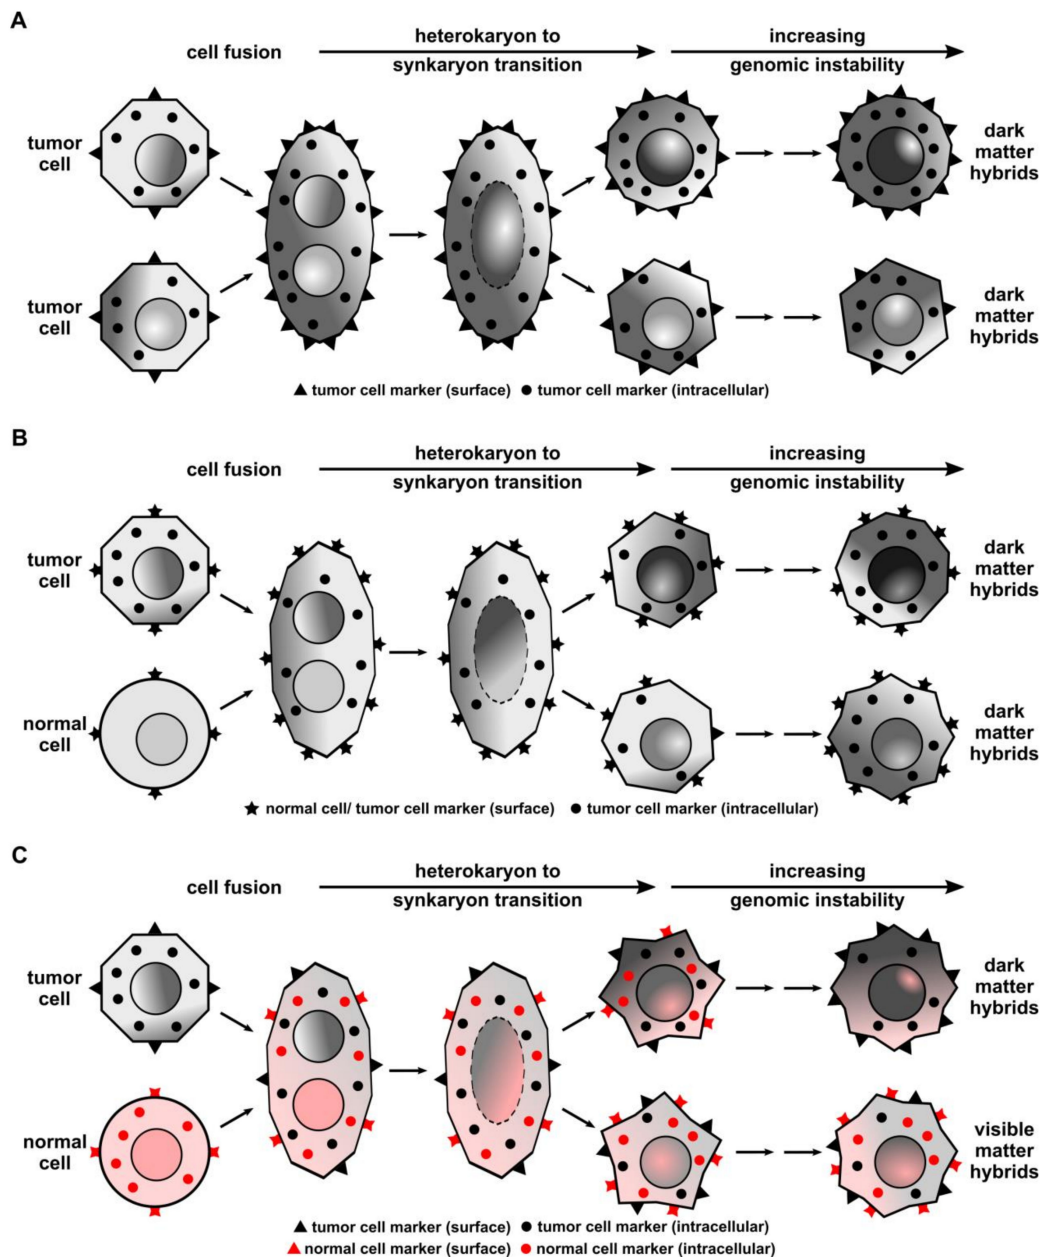 A
cell fusion
heterokaryon to
synkaryon transition
increasing
genomic instability
tumor
cell
dark
matter
hybrids
tumor
cell
dark
matter
hybrids
tumor cell marker (surface) tumor cell marker (intracellular)
B
cell fusion
heterokaryon to
synkaryon transition
increasing
genomic instability
tumor
cell
dark
matter
hybrids
normal
cell
dark
matter
hybrids
normal cell/ tumor cell marker (surface) tumor cell marker (intracellular)
C
cell fusion
heterokaryon to
synkaryon transition
increasing
genomic instability
tumor
cell
dark
matter
hybrids
normal
cell
visible
matter
hybrids
tumor cell marker (surface) tumor cell marker (intracellular)
normal cell marker (surface) normal cell marker (intracellular)